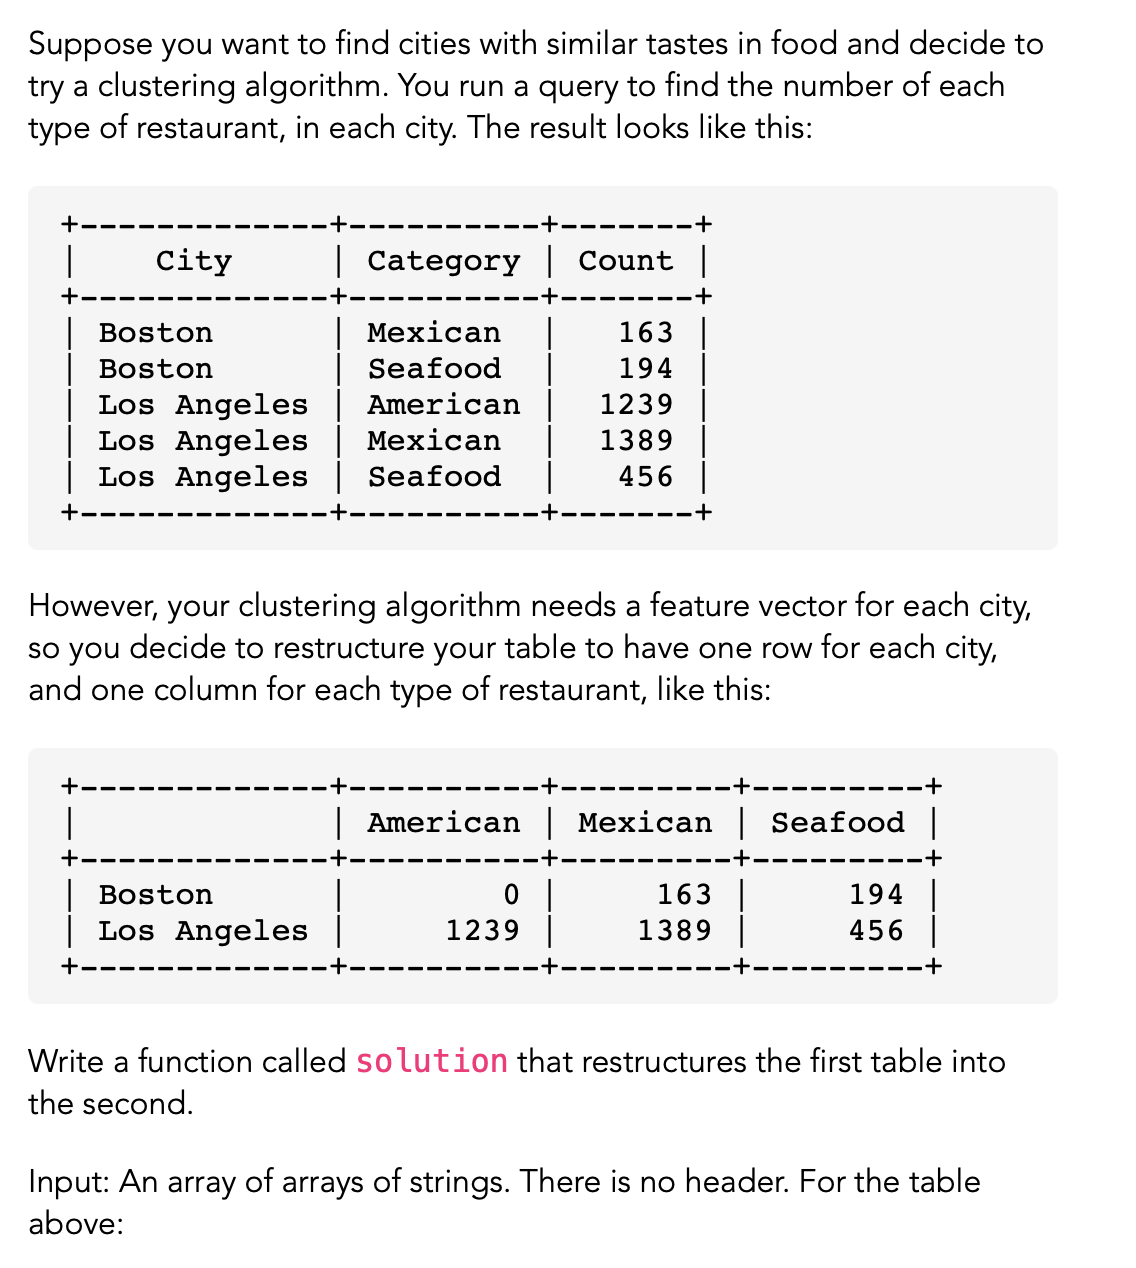 Suppose you want to find cities with similar tastes in food and decide to
try a clustering algorithm. You run a query to find the number of each
type of restaurant, in each city. The result looks like this:
+-------------+----------+-------+
|    City     | Category | Count |
+-------------+----------+-------+
| Boston      | Mexican  |   163 |
| Boston      | Seafood  |   194 |
| Los Angeles | American |  1239 |
| Los Angeles | Mexican  |  1389 |
| Los Angeles | Seafood  |   456 |
+-------------+----------+-------+
However, your clustering algorithm needs a feature vector for each city,
so you decide to restructure your table to have one row for each city,
and one column for each type of restaurant, like this:
+-------------+----------+---------+---------+
|             | American | Mexican | Seafood |
+-------------+----------+---------+---------+
| Boston      |        0 |     163 |     194 |
| Los Angeles |     1239 |    1389 |     456 |
+-------------+----------+---------+---------+
Write a function called solution that restructures the first table into
the second.
Input: An array of arrays of strings. There is no header. For the table
above: